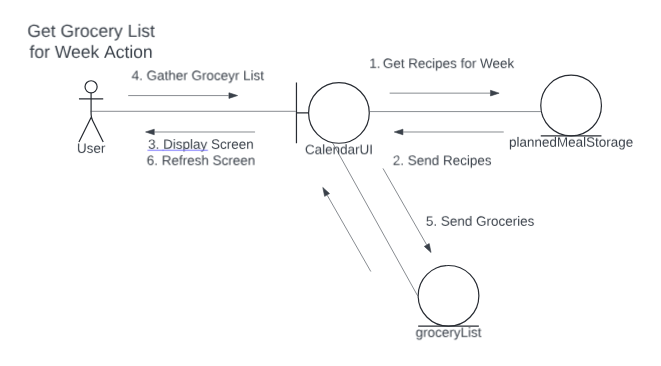 Get Grocery List
for Week Action
4. Gather Groceyr List
1. Get Recipes for Week
User
3. Display Screen
6. Refresh Screen
CalendarUI
2. Send Recipes
plannedMealStorage
5. Send Groceries
groceryList